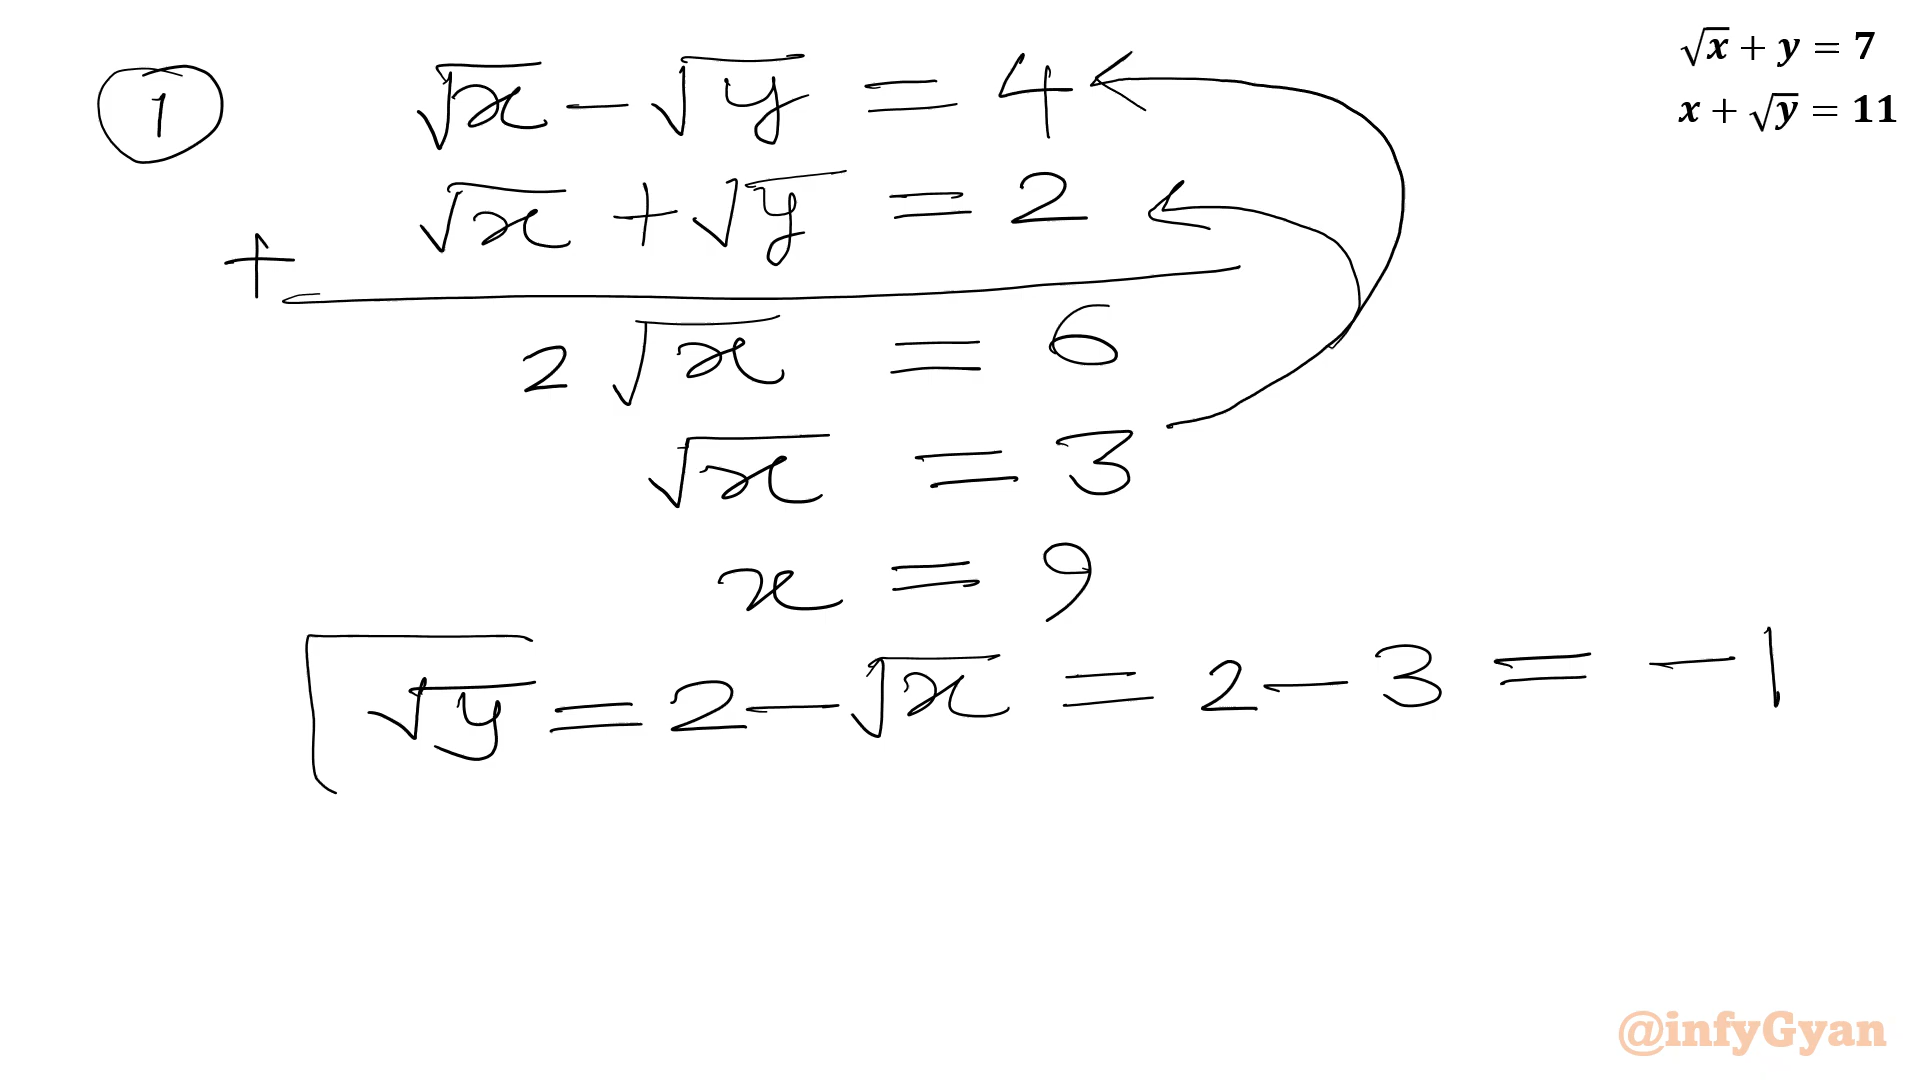 √x + y = 7
x + √y = 11
① √x − √y = 4
+ √x + √y = 2
2√x = 6
√x = 3
x = 9
√y = 2 − √x = 2 − 3 = −1
@infyGyan